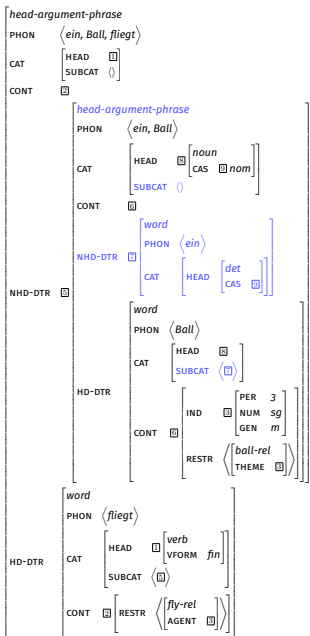 head-argument-phrase
PHON ⟨ein, Ball, fliegt⟩
CAT [HEAD 1
SUBCAT ⟨⟩]
CONT 2
head-argument-phrase
PHON ⟨ein, Ball⟩
CAT [HEAD 8 [noun
CAS 9 nom]
SUBCAT ⟨⟩]
CONT 6
NHD-DTR 5
NHD-DTR 7 [word
PHON ⟨ein⟩
CAT [HEAD [det
CAS 9]]]
HD-DTR [word
PHON ⟨Ball⟩
CAT [HEAD 8
SUBCAT ⟨7⟩]
CONT 6 [IND 3 [PER 3
NUM sg
GEN m]
RESTR ⟨[ball-rel
THEME 3]⟩]]
HD-DTR [word
PHON ⟨fliegt⟩
CAT [HEAD 1 [verb
VFORM fin]
SUBCAT ⟨5⟩]
CONT 2 [RESTR ⟨[fly-rel
AGENT 3]⟩]]